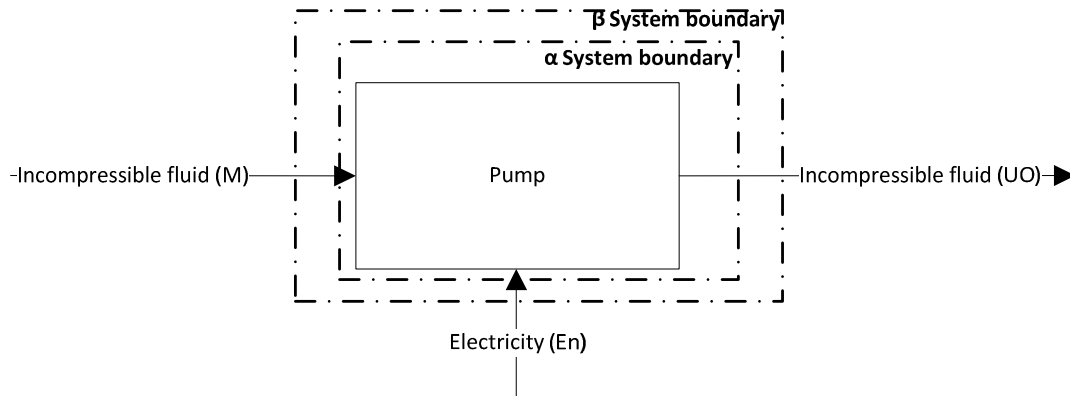 β System boundary
α System boundary
Incompressible fluid (M)
Pump
Incompressible fluid (UO)
Electricity (En)